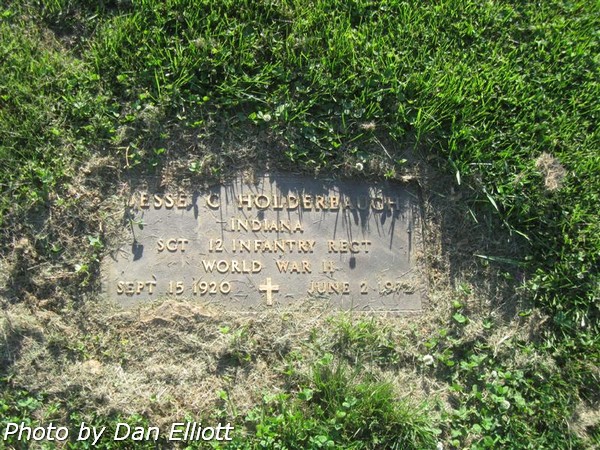 JESSE C HOLDERBAUGH
INDIANA
SGT 12 INFANTRY REGT
WORLD WAR II
SEPT 15 1920 JUNE 2 1972
Photo by Dan Elliott